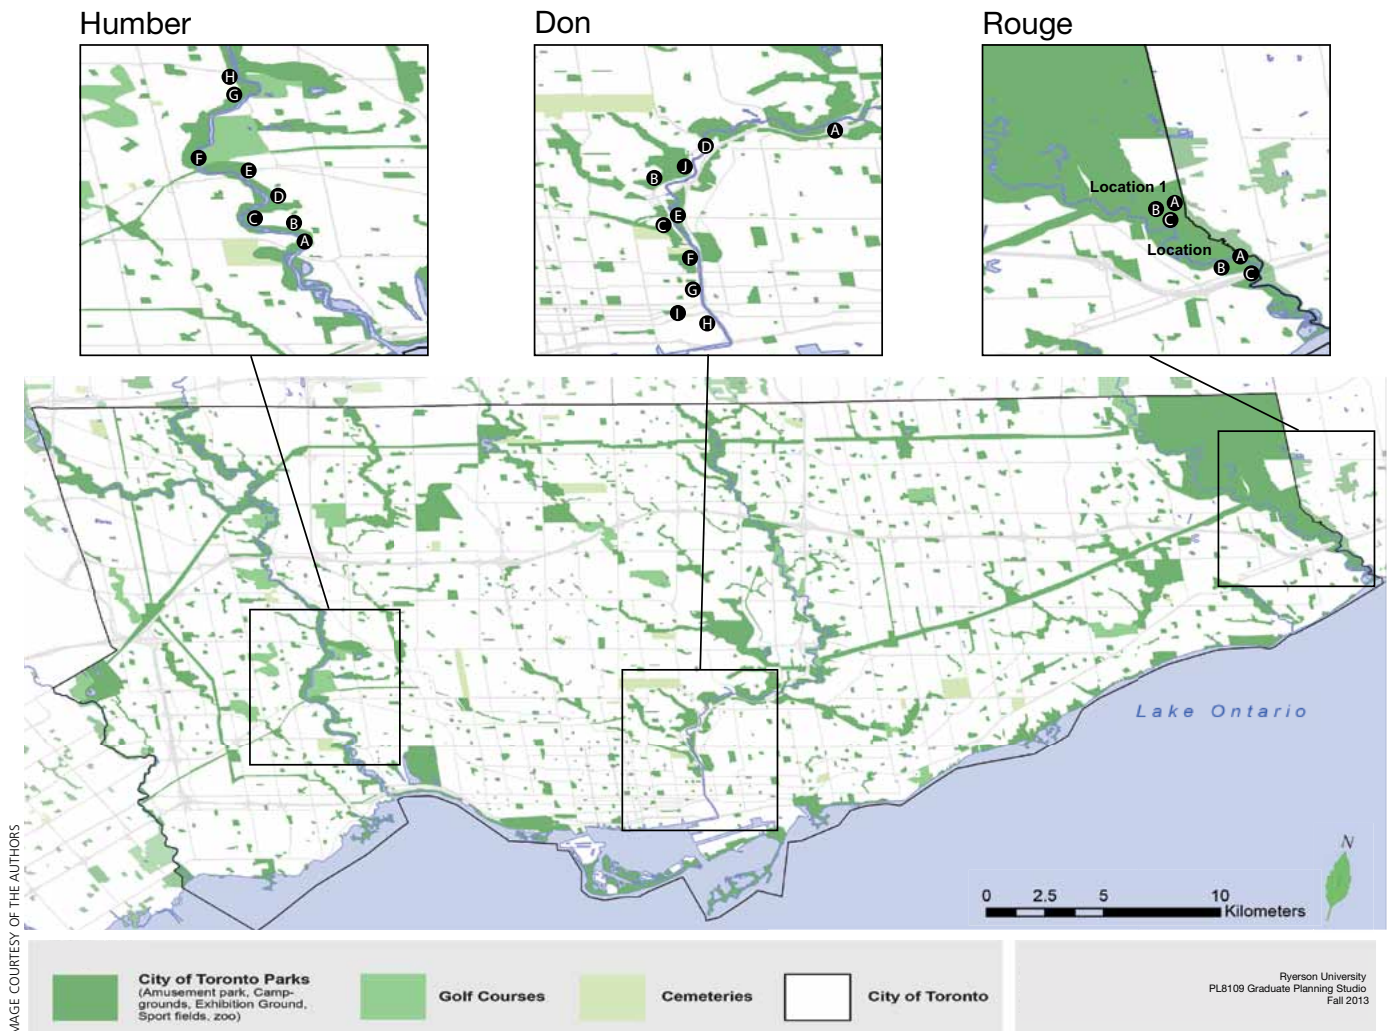 Humber
Don
Rouge
H
G
F
E
D
C
B
A
A
D
J
B
E
C
F
G
I
H
Location 1
A
B
C
Location
A
B
C
Lake Ontario
N
0 2.5 5 10
Kilometers
City of Toronto Parks
(Amusement park, Camp-
grounds, Exhibition Ground,
Sport fields, zoo)
Golf Courses
Cemeteries
City of Toronto
Ryerson University
PL8109 Graduate Planning Studio
Fall 2013
MAGE COURTESY OF THE AUTHORS